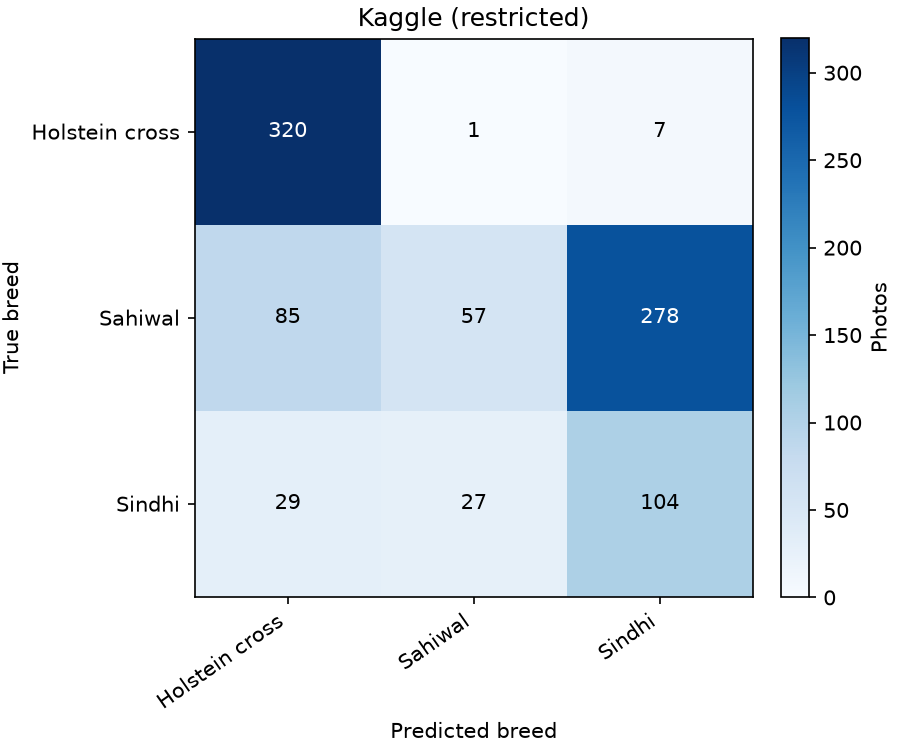 Kaggle (restricted)
True breed
Holstein cross
320 1 7
Sahiwal
85 57 278
Sindhi
29 27 104
Holstein cross
Sahiwal
Sindhi
Predicted breed
300
250
200
150
100
50
0
Photos